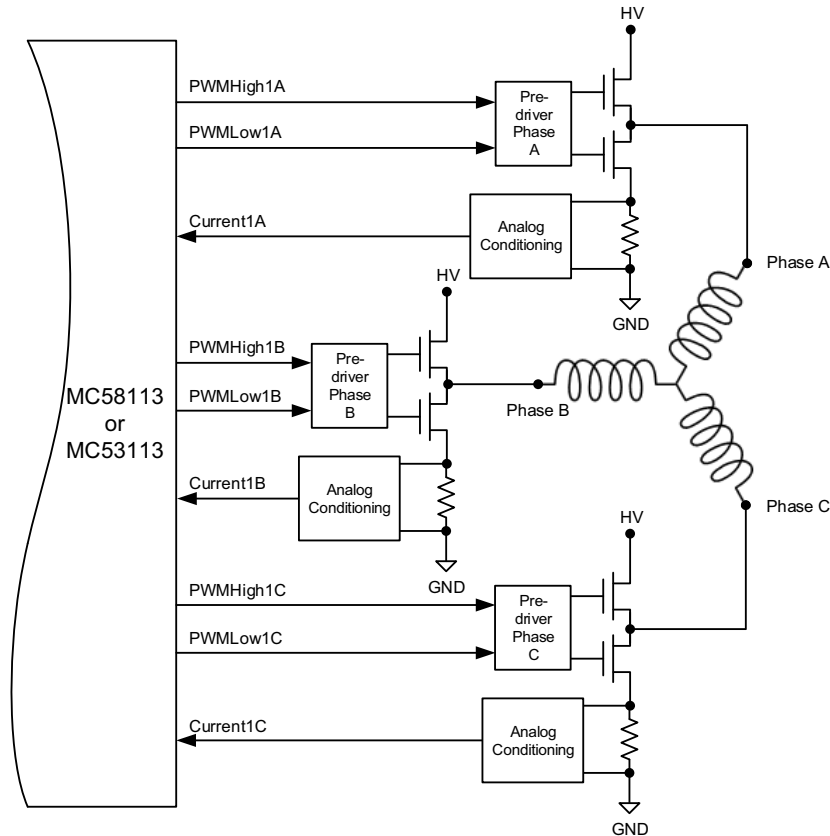 HV
PWMHigh1A
Pre-
driver
Phase
A
PWMLow1A
Current1A
Analog
Conditioning
Phase A
HV
GND
PWMHigh1B
Pre-
driver
Phase
B
MC58113
or
MC53113
PWMLow1B
Phase B
Current1B
Analog
Conditioning
Phase C
HV
GND
PWMHigh1C
Pre-
driver
Phase
C
PWMLow1C
Current1C
Analog
Conditioning
GND